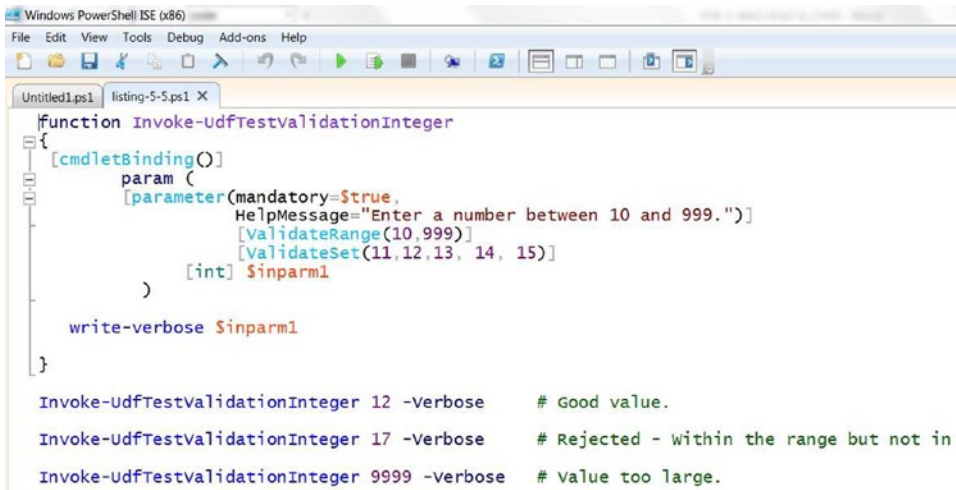 Windows PowerShell ISE (x86)
File Edit View Tools Debug Add-ons Help
Untitled1.ps1 listing-5-5.ps1 X
function Invoke-UdfTestValidationInteger
{
[cmdletBinding()]
param (
[parameter(mandatory=$true,
HelpMessage="Enter a number between 10 and 999.")]
[ValidateRange(10,999)]
[ValidateSet(11,12,13, 14, 15)]
[int] $inparm1
)
write-verbose $inparm1
}
Invoke-UdfTestValidationInteger 12 -Verbose # Good value.
Invoke-UdfTestValidationInteger 17 -Verbose # Rejected - Within the range but not in
Invoke-UdfTestValidationInteger 9999 -Verbose # Value too large.